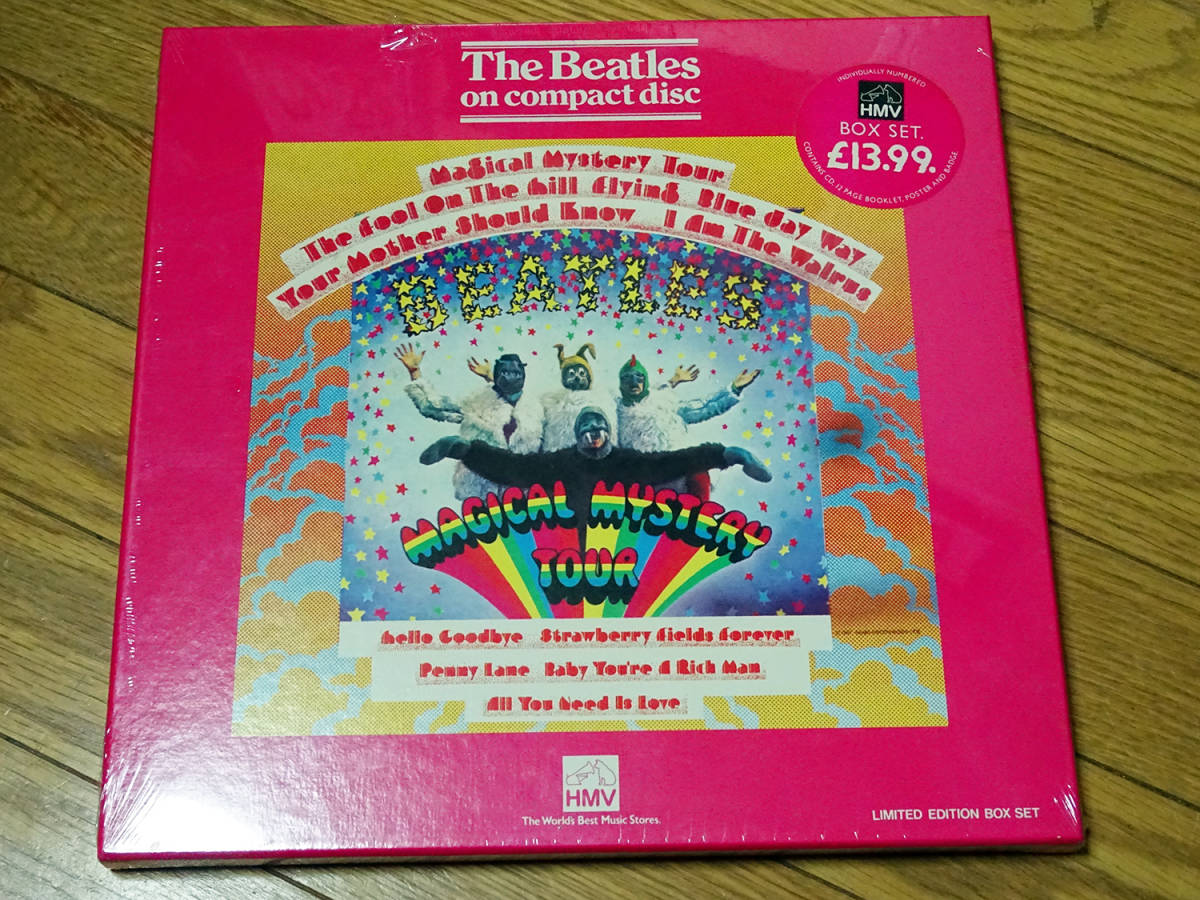 The Beatles
on compact disc
INDIVIDUALLY NUMBERED
HMV
BOX SET.
£13.99.
CONTAINS CD, 12 PAGE BOOKLET, POSTER AND BADGE
Magical Mystery Tour
The Fool On The Hill Flying Blue Jay Way
Your Mother Should Know I Am The Walrus
BEATLES
MAGICAL MYSTERY
TOUR
Hello Goodbye Strawberry Fields Forever
Penny Lane Baby You're A Rich Man
All You Need Is Love
HMV
The World's Best Music Stores.
LIMITED EDITION BOX SET